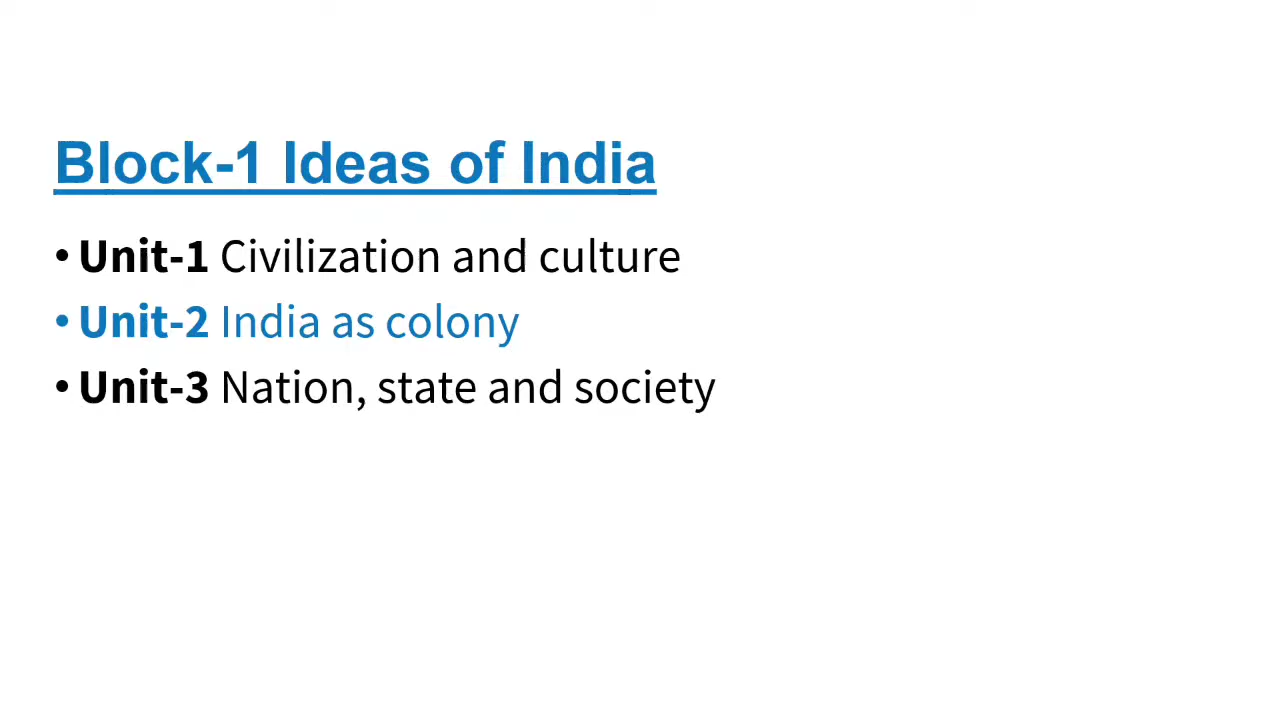 Block-1 Ideas of India
• Unit-1 Civilization and culture
• Unit-2 India as colony
• Unit-3 Nation, state and society